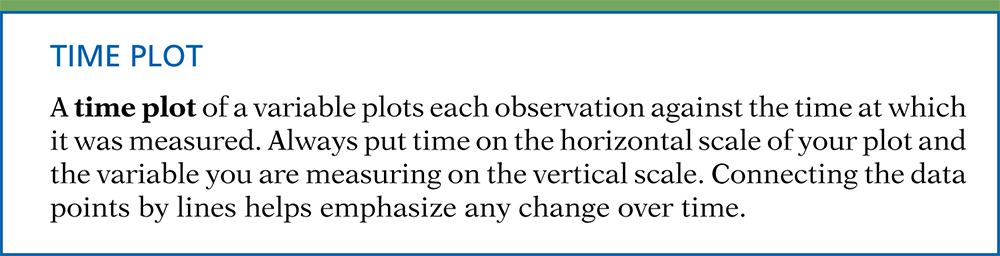 TIME PLOT
A time plot of a variable plots each observation against the time at which
it was measured. Always put time on the horizontal scale of your plot and
the variable you are measuring on the vertical scale. Connecting the data
points by lines helps emphasize any change over time.